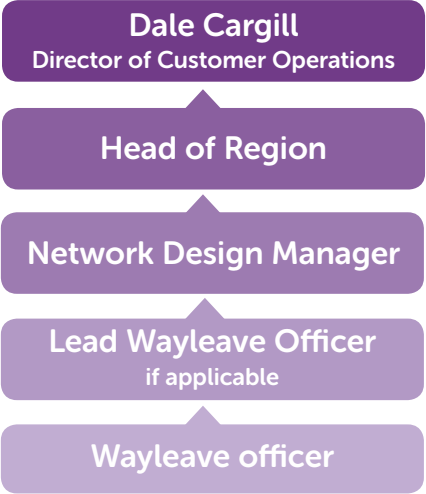 Dale Cargill
Director of Customer Operations
Head of Region
Network Design Manager
Lead Wayleave Officer
if applicable
Wayleave officer